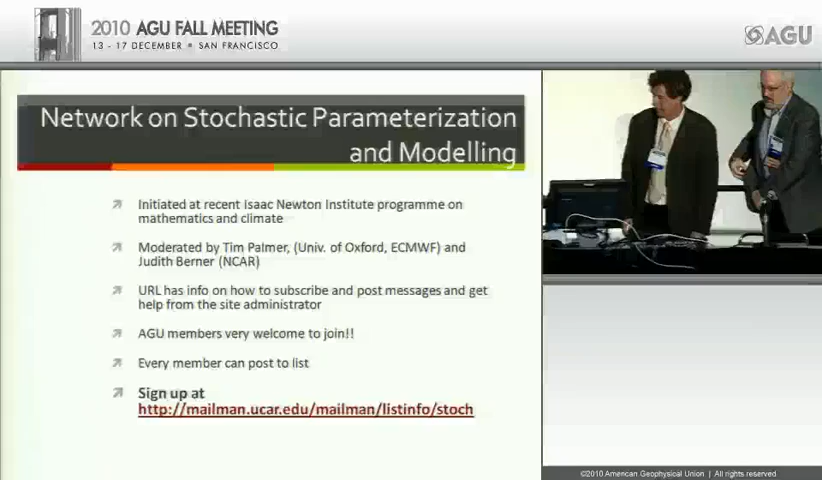 2010 AGU FALL MEETING
13 - 17 DECEMBER • SAN FRANCISCO
AGU
Network on Stochastic Parameterization
and Modelling
Initiated at recent Isaac Newton Institute programme on
mathematics and climate
Moderated by Tim Palmer, (Univ. of Oxford, ECMWF) and
Judith Berner (NCAR)
URL has info on how to subscribe and post messages and get
help from the site administrator
AGU members very welcome to join!!
Every member can post to list
Sign up at
http://mailman.ucar.edu/mailman/listinfo/stoch
©2010 American Geophysical Union | All rights reserved